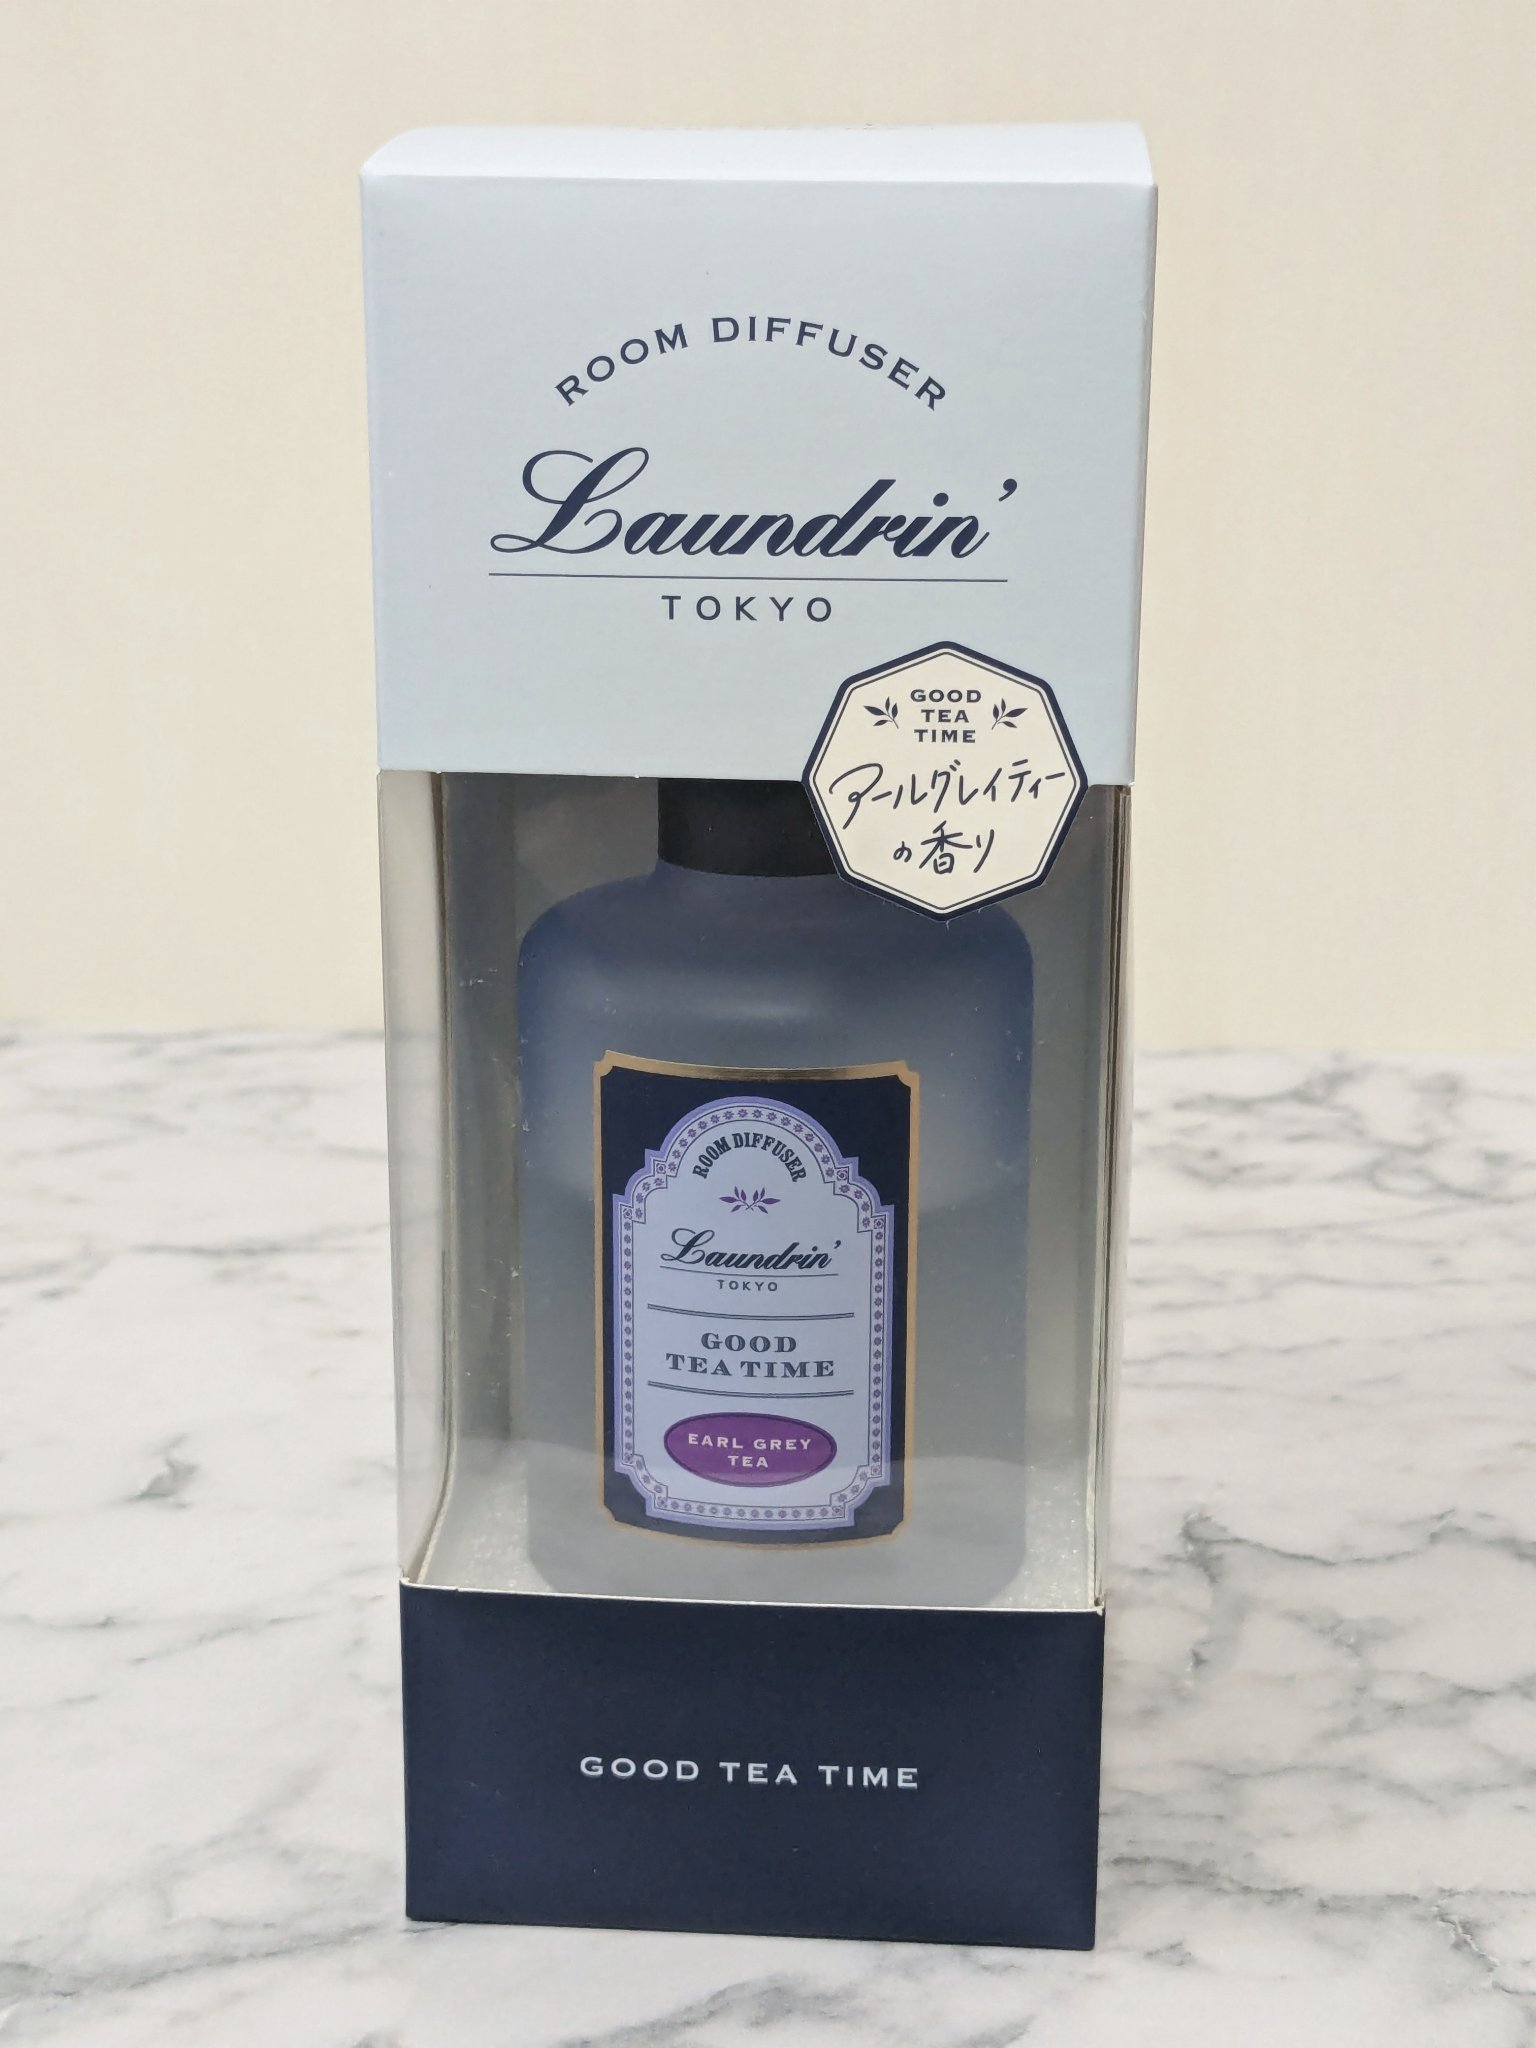 ROOM DIFFUSER
Laundrin'
TOKYO
GOOD
TEA
TIME
アールグレイティー
の香り
ROOM DIFFUSER
Laundrin'
TOKYO
GOOD
TEA TIME
EARL GREY
TEA
GOOD TEA TIME